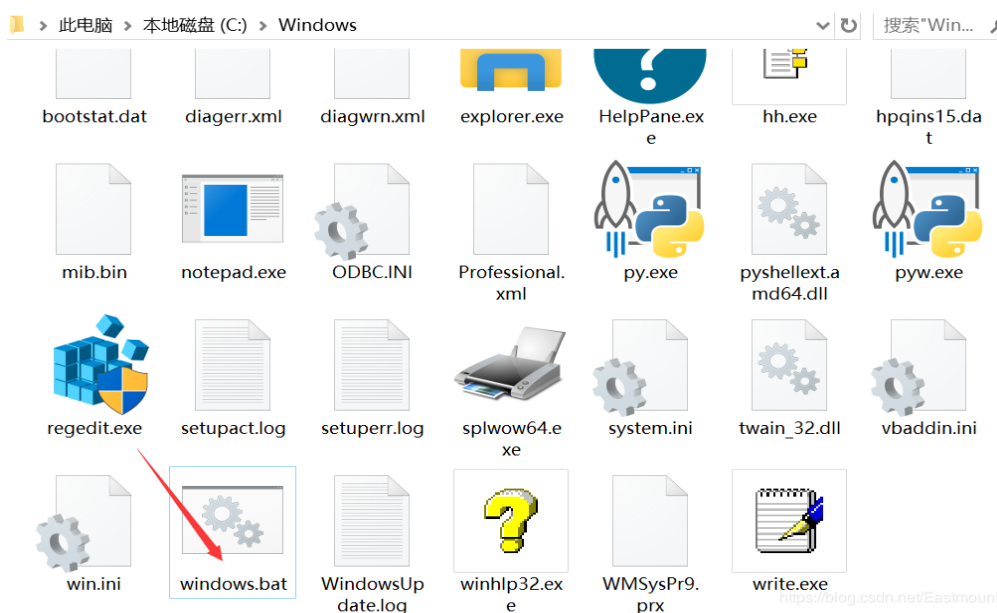 此电脑 > 本地磁盘 (C:) > Windows
搜索"Win...
bootstat.dat
diagerr.xml
diagwrn.xml
explorer.exe
HelpPane.ex
e
hh.exe
hpqins15.da
t
mib.bin
notepad.exe
ODBC.INI
Professional.
xml
py.exe
pyshellext.a
md64.dll
pyw.exe
regedit.exe
setupact.log
setuperr.log
splwow64.e
xe
system.ini
twain_32.dll
vbaddin.ini
win.ini
windows.bat
WindowsUp
date.log
winhlp32.ex
e
WMSysPr9.
prx
write.exe
https://blog.csdn.net/Eastmount